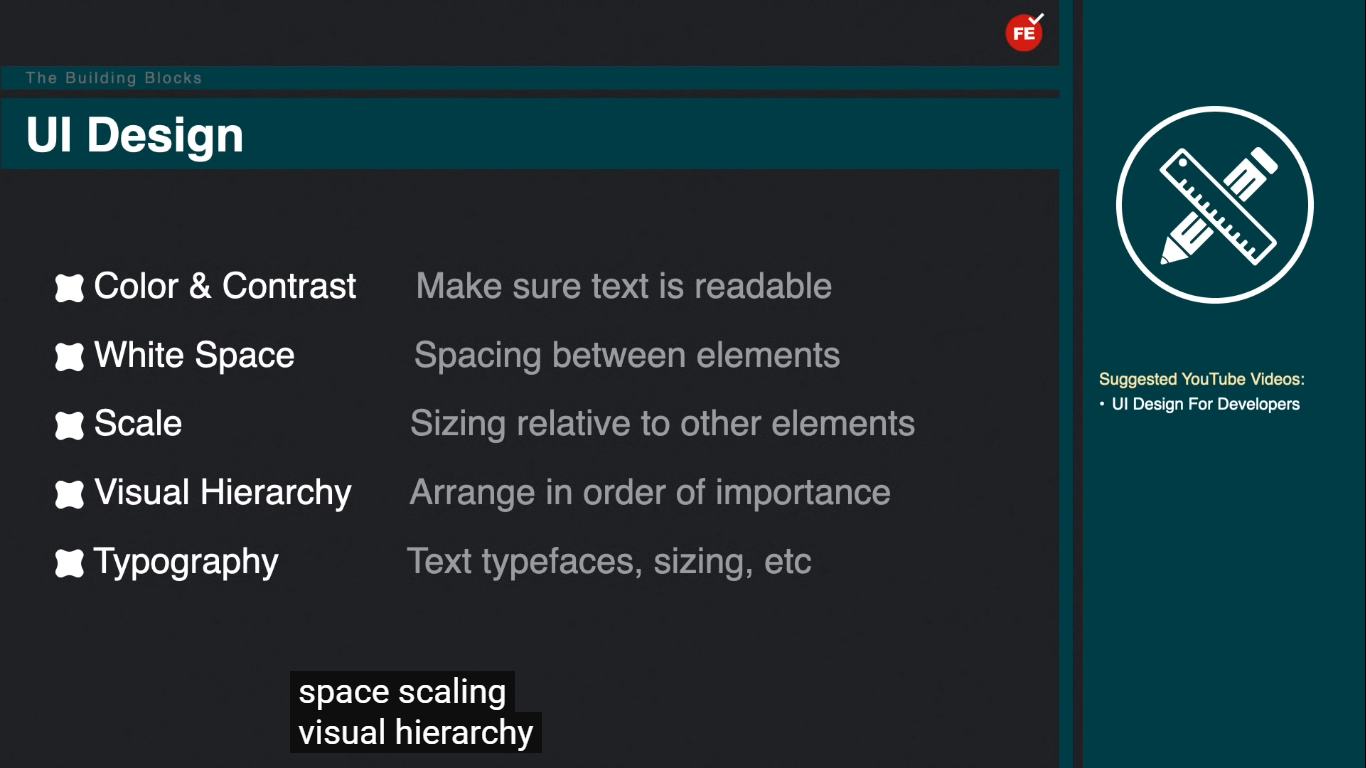 FE
The Building Blocks
UI Design
Color & Contrast Make sure text is readable
White Space Spacing between elements
Scale Sizing relative to other elements
Visual Hierarchy Arrange in order of importance
Typography Text typefaces, sizing, etc
Suggested YouTube Videos:
• UI Design For Developers
space scaling
visual hierarchy